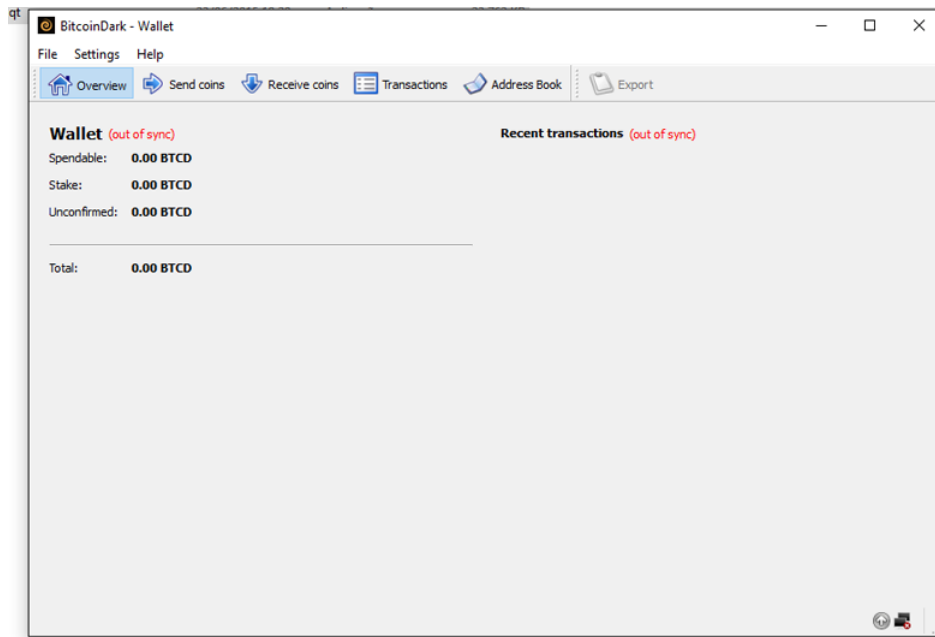 qt
BitcoinDark - Wallet
File Settings Help
Overview Send coins Receive coins Transactions Address Book Export
Wallet (out of sync) Recent transactions (out of sync)
Spendable: 0.00 BTCD
Stake: 0.00 BTCD
Unconfirmed: 0.00 BTCD
Total: 0.00 BTCD